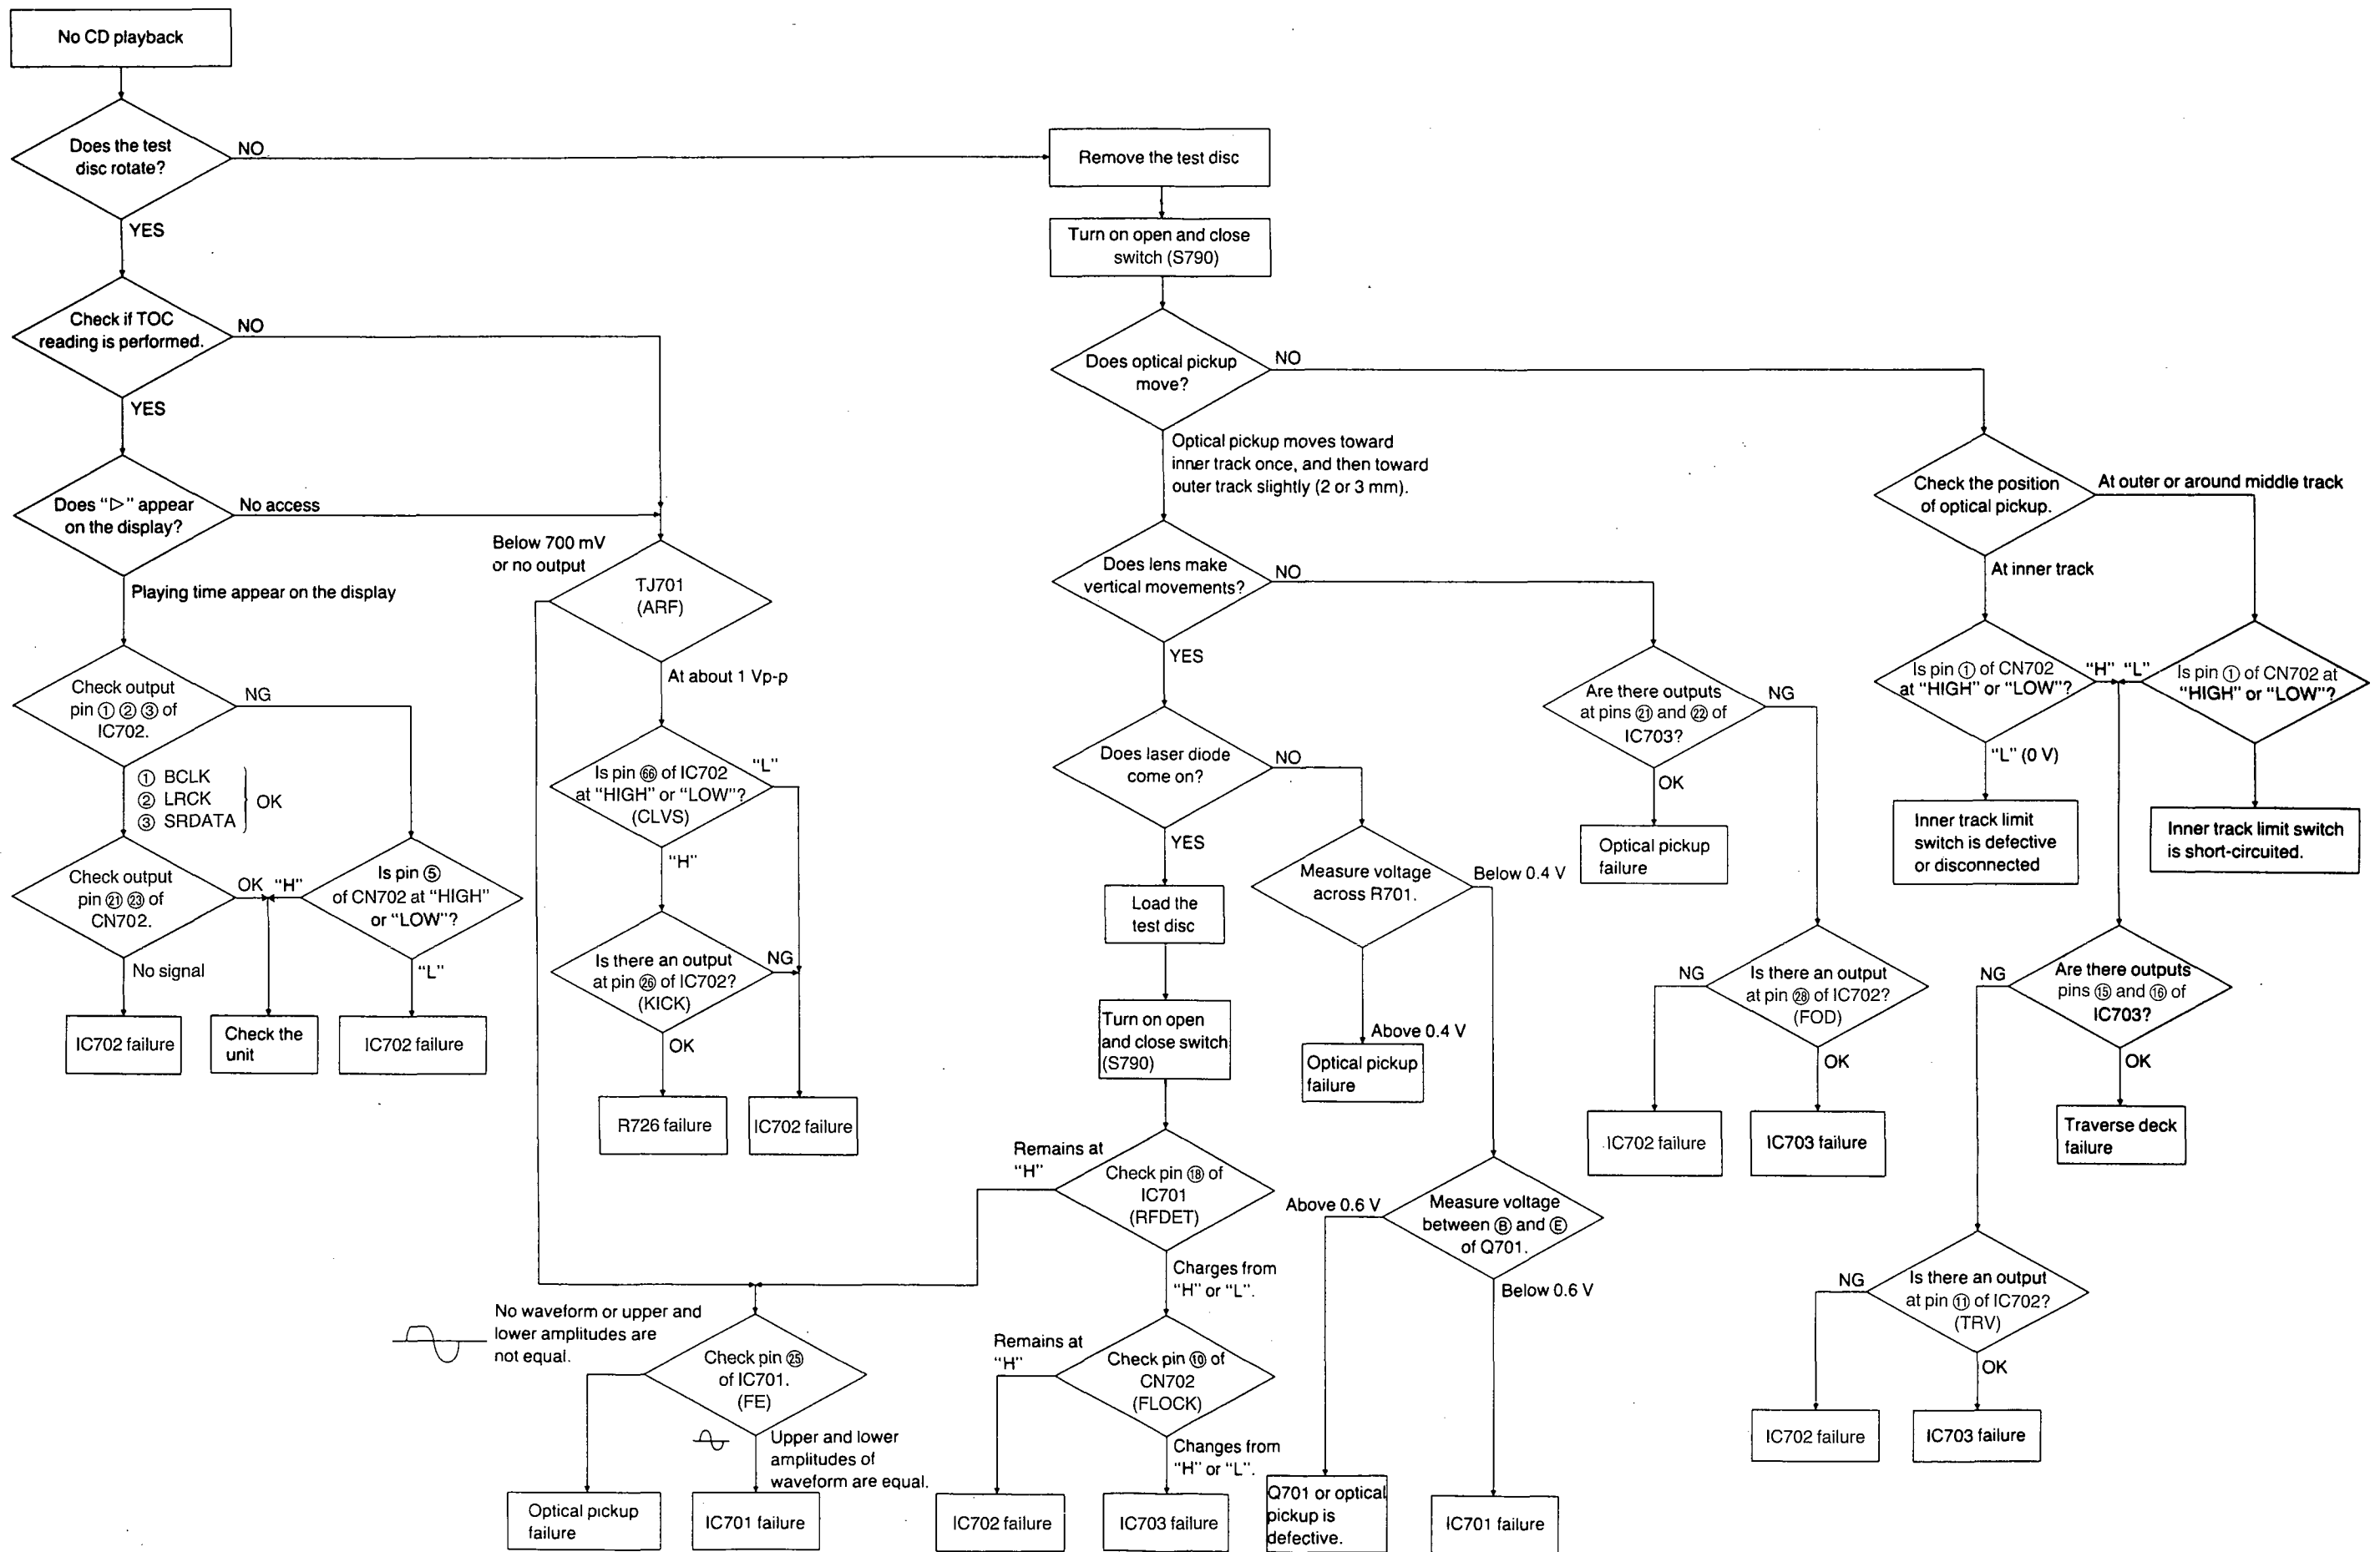 No CD playback
Does the test
disc rotate?
NO
YES
Check if TOC
reading is performed.
NO
YES
Does "▷" appear
on the display?
No access
Playing time appear on the display
Check output
pin ① ② ③ of
IC702.
NG
① BCLK
② LRCK
③ SRDATA
OK
Check output
pin ㉑ ㉓ of
CN702.
OK
"H"
Is pin ⑤
of CN702 at "HIGH"
or "LOW"?
No signal
"L"
IC702 failure
Check the
unit
IC702 failure
Below 700 mV
or no output
TJ701
(ARF)
At about 1 Vp-p
Is pin 66 of IC702
at "HIGH" or "LOW"?
(CLVS)
"L"
"H"
Is there an output
at pin ㉖ of IC702?
(KICK)
NG
OK
R726 failure
IC702 failure
No waveform or upper and
lower amplitudes are
not equal.
Check pin ㉕
of IC701.
(FE)
Upper and lower
amplitudes of
waveform are equal.
Optical pickup
failure
IC701 failure
Remove the test disc
Turn on open and close
switch (S790)
Does optical pickup
move?
NO
Optical pickup moves toward
inner track once, and then toward
outer track slightly (2 or 3 mm).
Does lens make
vertical movements?
NO
YES
Does laser diode
come on?
NO
YES
Load the
test disc
Turn on open
and close switch
(S790)
Remains at
"H"
Check pin ⑱ of
IC701
(RFDET)
Charges from
"H" or "L".
Remains at
"H"
Check pin ⑩ of
CN702
(FLOCK)
Changes from
"H" or "L".
IC702 failure
IC703 failure
Measure voltage
across R701.
Below 0.4 V
Above 0.4 V
Optical pickup
failure
Above 0.6 V
Measure voltage
between Ⓑ and Ⓔ
of Q701.
Below 0.6 V
Q701 or optical
pickup is
defective.
IC701 failure
Are there outputs
at pins ㉑ and ㉒ of
IC703?
NG
OK
Optical pickup
failure
NG
Is there an output
at pin ㉘ of IC702?
(FOD)
OK
IC702 failure
IC703 failure
Check the position
of optical pickup.
At outer or around middle track
At inner track
Is pin ① of CN702
at "HIGH" or "LOW"?
"H"
"L"
Is pin ① of CN702 at
"HIGH" or "LOW"?
"L" (0 V)
Inner track limit
switch is defective
or disconnected
Inner track limit switch
is short-circuited.
NG
Are there outputs
pins ⑮ and ⑯ of
IC703?
OK
Traverse deck
failure
NG
Is there an output
at pin ⑪ of IC702?
(TRV)
OK
IC702 failure
IC703 failure